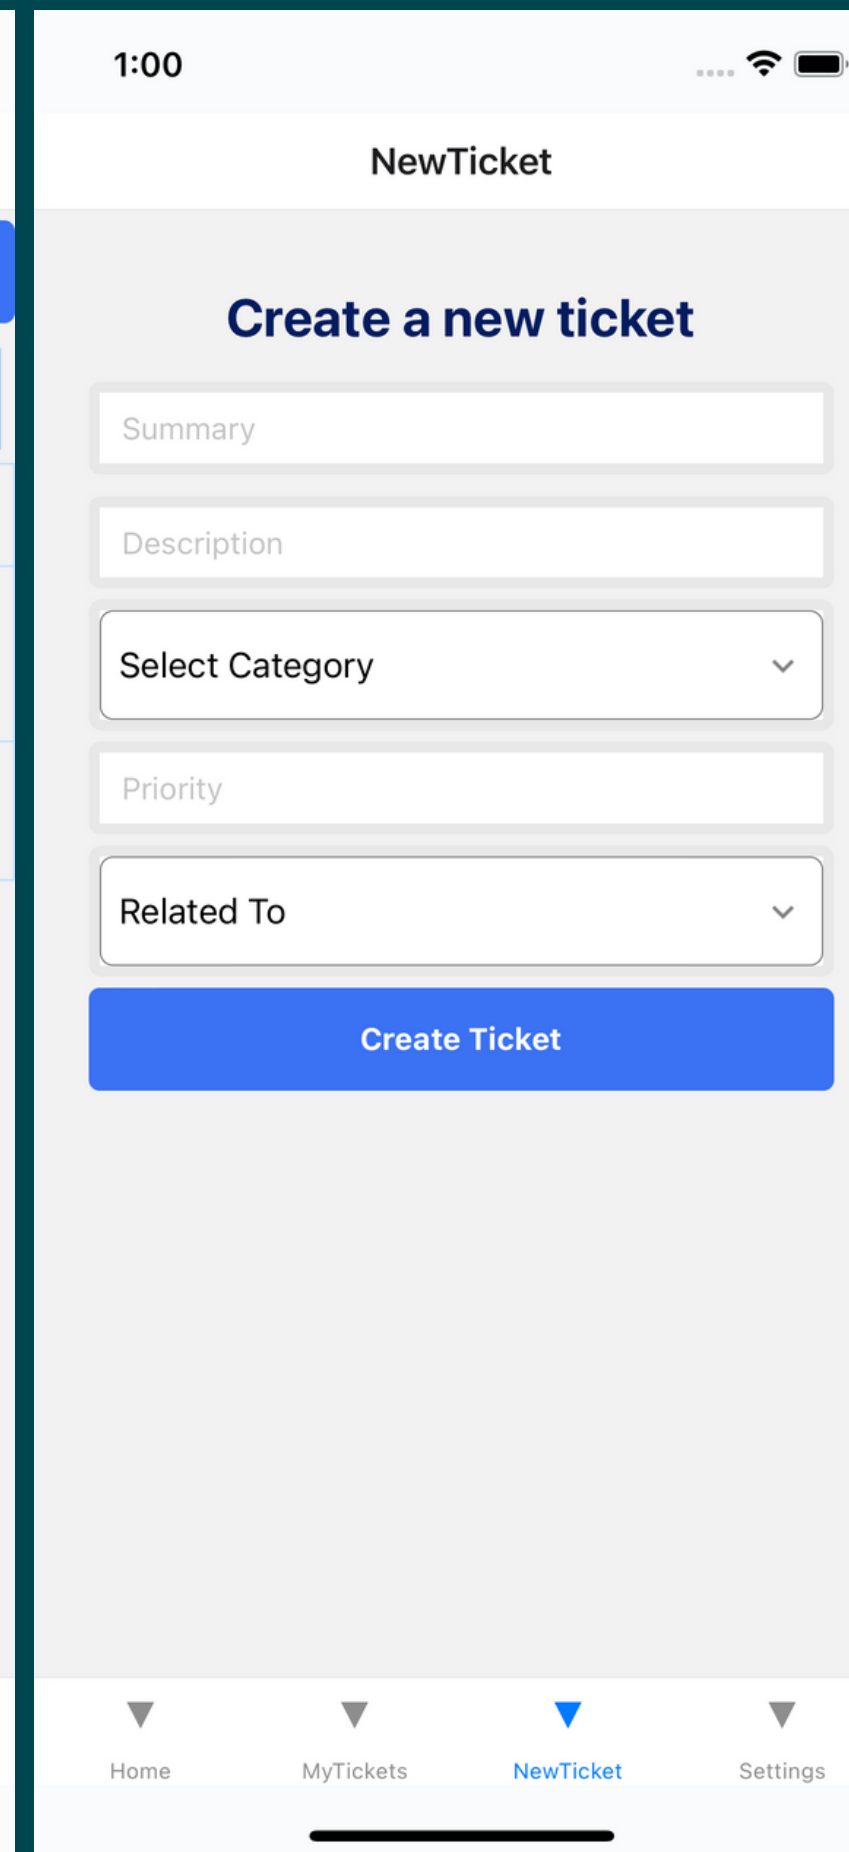 1:00
NewTicket
Create a new ticket
Summary
Description
Select Category
Priority
Related To
Create Ticket
Home MyTickets NewTicket Settings